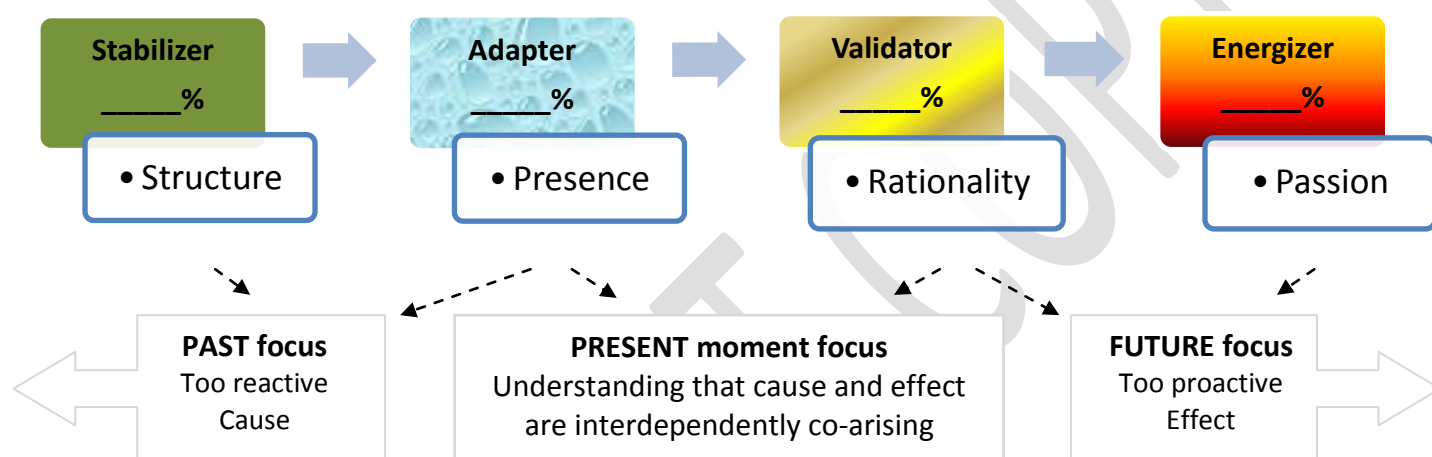 Stabilizer
_____%
• Structure
Adapter
_____%
• Presence
Validator
_____%
• Rationality
Energizer
_____%
• Passion
PAST focus
Too reactive
Cause
PRESENT moment focus
Understanding that cause and effect
are interdependently co-arising
FUTURE focus
Too proactive
Effect